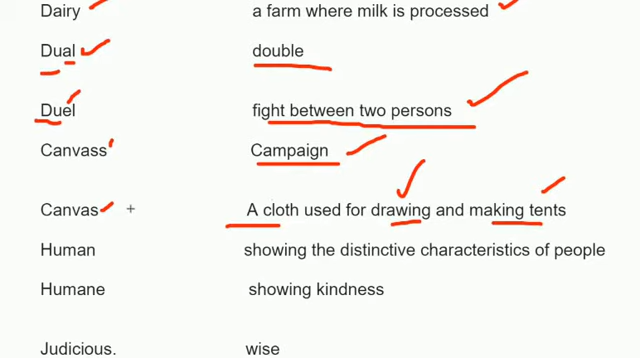 Dairy a farm where milk is processed
Dual double
Duel fight between two persons
Canvass Campaign
Canvas A cloth used for drawing and making tents
Human showing the distinctive characteristics of people
Humane showing kindness
Judicious. wise